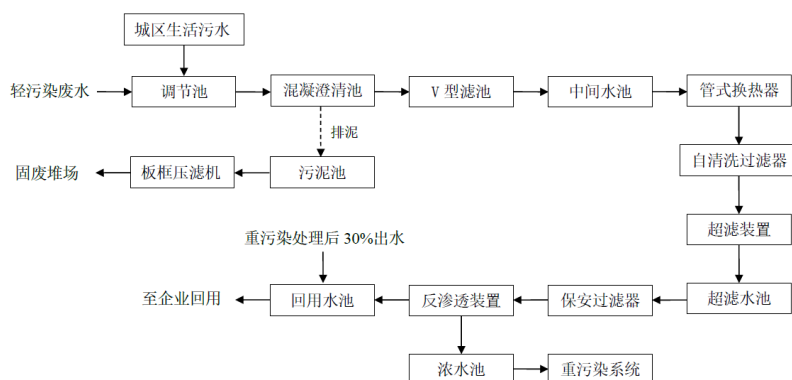 城区生活污水
轻污染废水
调节池
混凝澄清池
V 型滤池
中间水池
管式换热器
排泥
自清洗过滤器
固废堆场
板框压滤机
污泥池
超滤装置
重污染处理后 30%出水
至企业回用
回用水池
反渗透装置
保安过滤器
超滤水池
浓水池
重污染系统